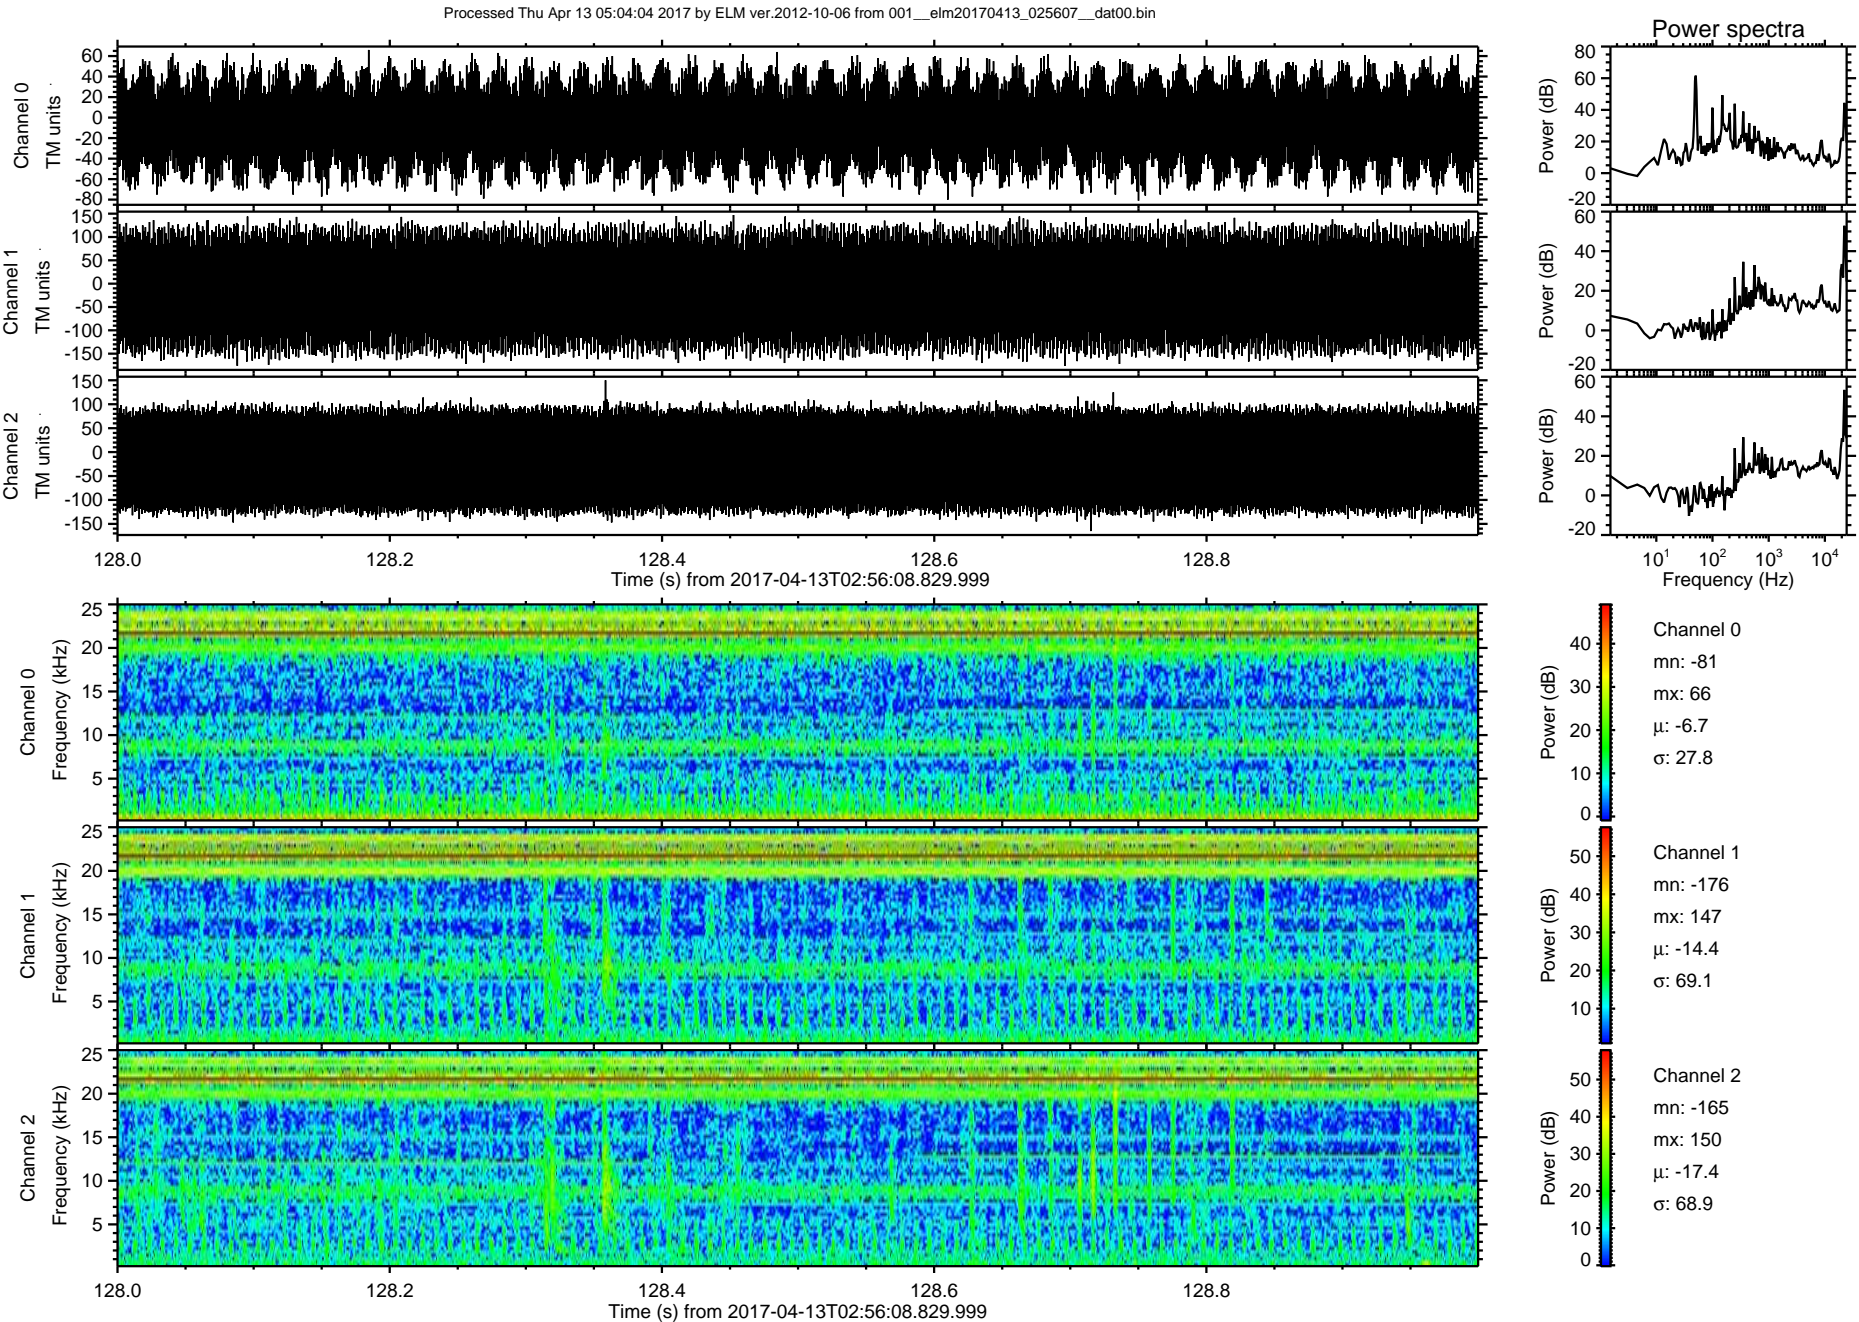 Processed Thu Apr 13 05:04:04 2017 by ELM ver.2012-10-06 from 001__elm20170413_025607__dat00.bin
Power spectra
Channel 0
TM units
60
40
20
0
-20
-40
-60
-80
Power (dB)
80
60
40
20
0
-20
Channel 1
TM units
150
100
50
0
-50
-100
-150
Power (dB)
60
40
20
0
-20
Channel 2
TM units
150
100
50
0
-50
-100
-150
Power (dB)
60
40
20
0
-20
128.0 128.2 128.4 128.6 128.8
Time (s) from 2017-04-13T02:56:08.829.999
10^1 10^2 10^3 10^4
Frequency (Hz)
Channel 0
Frequency (kHz)
25
20
15
10
5
Power (dB)
40
30
20
10
0
Channel 0
mn: -81
mx: 66
μ: -6.7
σ: 27.8
Channel 1
Frequency (kHz)
25
20
15
10
5
Power (dB)
50
40
30
20
10
Channel 1
mn: -176
mx: 147
μ: -14.4
σ: 69.1
Channel 2
Frequency (kHz)
25
20
15
10
5
Power (dB)
50
40
30
20
10
0
Channel 2
mn: -165
mx: 150
μ: -17.4
σ: 68.9
128.0 128.2 128.4 128.6 128.8
Time (s) from 2017-04-13T02:56:08.829.999